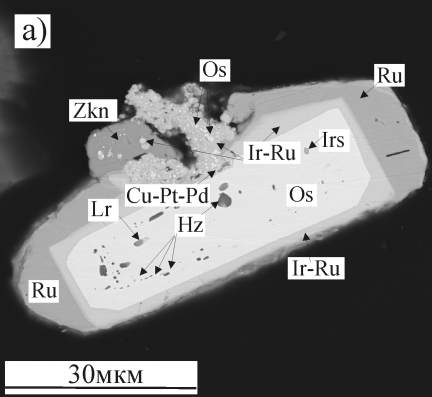 а)
Os
Ru
Zkn
Ir-Ru
Irs
Cu-Pt-Pd
Os
Lr
Hz
Ir-Ru
Ru
30мкм